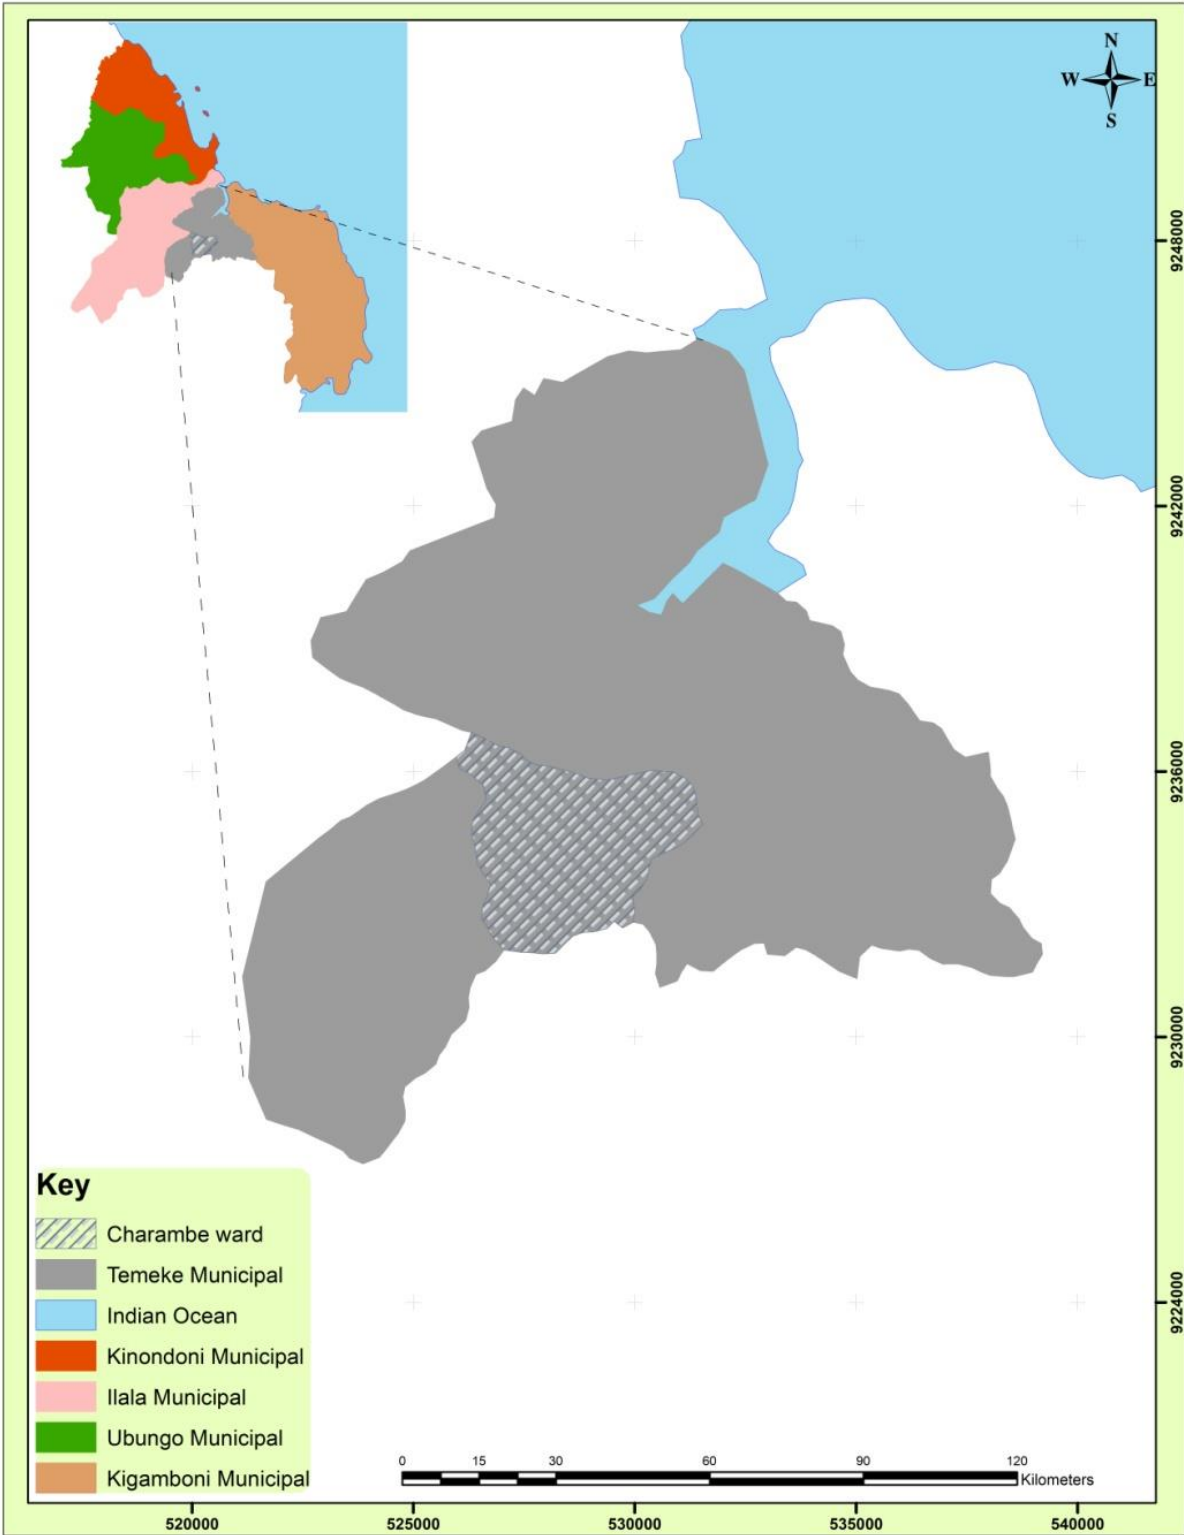 N
W E
S
9248000
9242000
9236000
9230000
9224000
Key
Charambe ward
Temeke Municipal
Indian Ocean
Kinondoni Municipal
Ilala Municipal
Ubungo Municipal
Kigamboni Municipal
0 15 30 60 90 120
Kilometers
520000 525000 530000 535000 540000